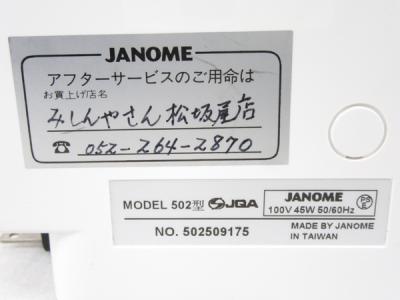 JANOME
アフターサービスのご用命は
お買上げ店名
みしんやさん松坂屋店
☎ 052-264-2870
MODEL 502型 JQA
JANOME
100V 45W 50/60Hz
PS
E
NO. 502509175
MADE BY JANOME
IN TAIWAN